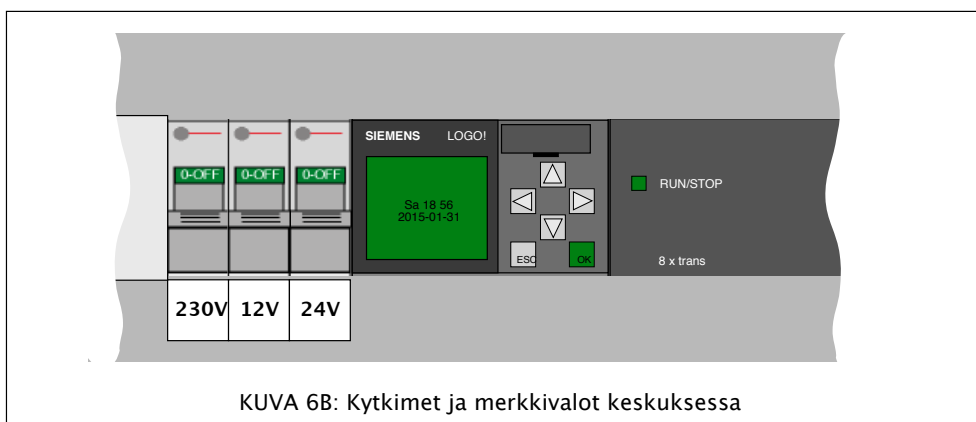 SIEMENS LOGO!
0-OFF 0-OFF 0-OFF
RUN/STOP
Sa 18 56
2015-01-31
ESC OK
8 x trans
230V 12V 24V
KUVA 6B: Kytkimet ja merkkivalot keskuksessa